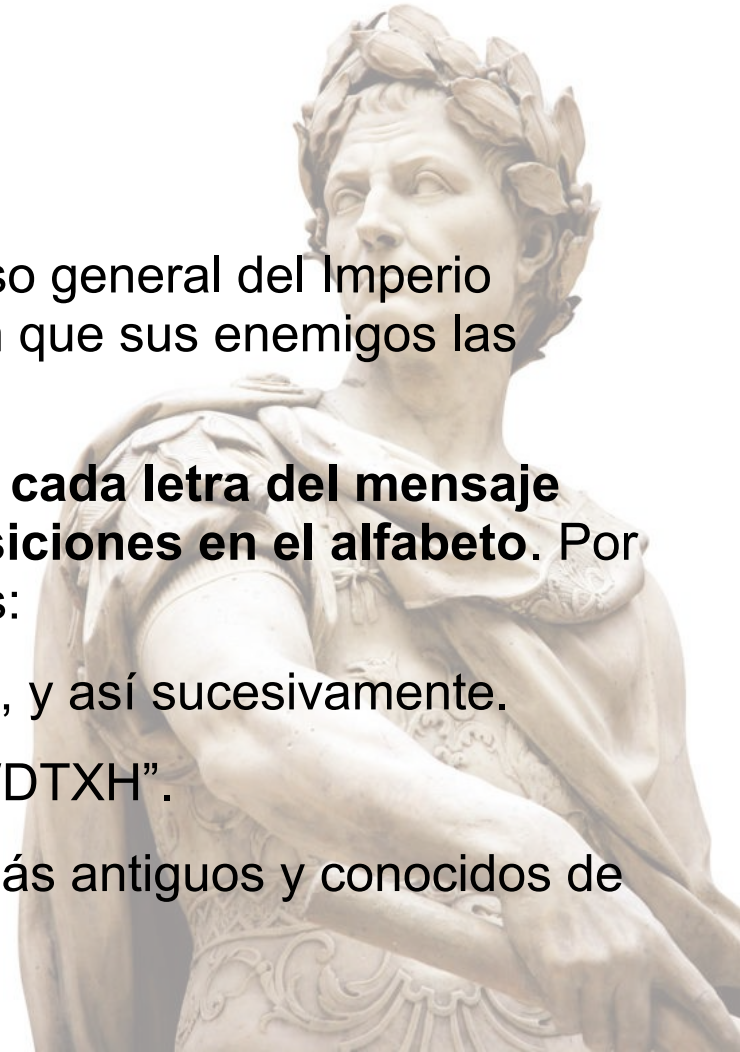 so general del Imperio
que sus enemigos las
cada letra del mensaje
siciones en el alfabeto. Por
s:
, y así sucesivamente.
DTXH”.
ás antiguos y conocidos de